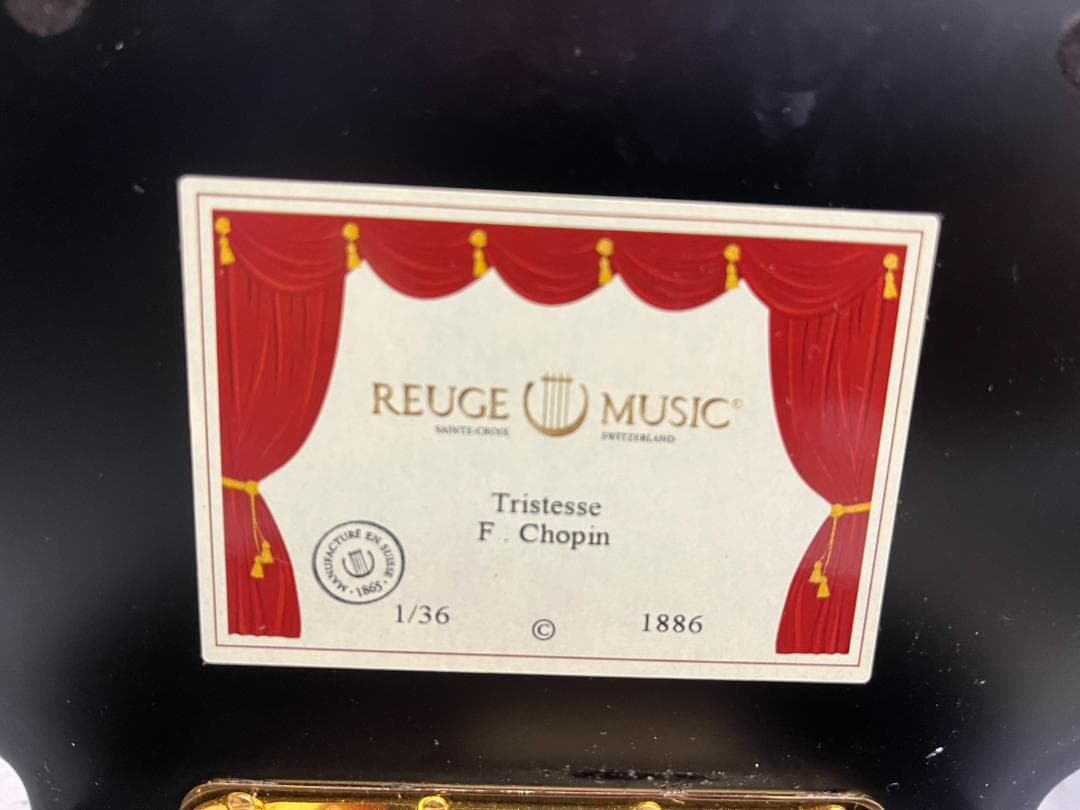 REUGE MUSIC®
SAINTE-CROIX SWITZERLAND
Tristesse
F . Chopin
MANUFACTURE EN SUISSE · 1865 ·
1/36 © 1886